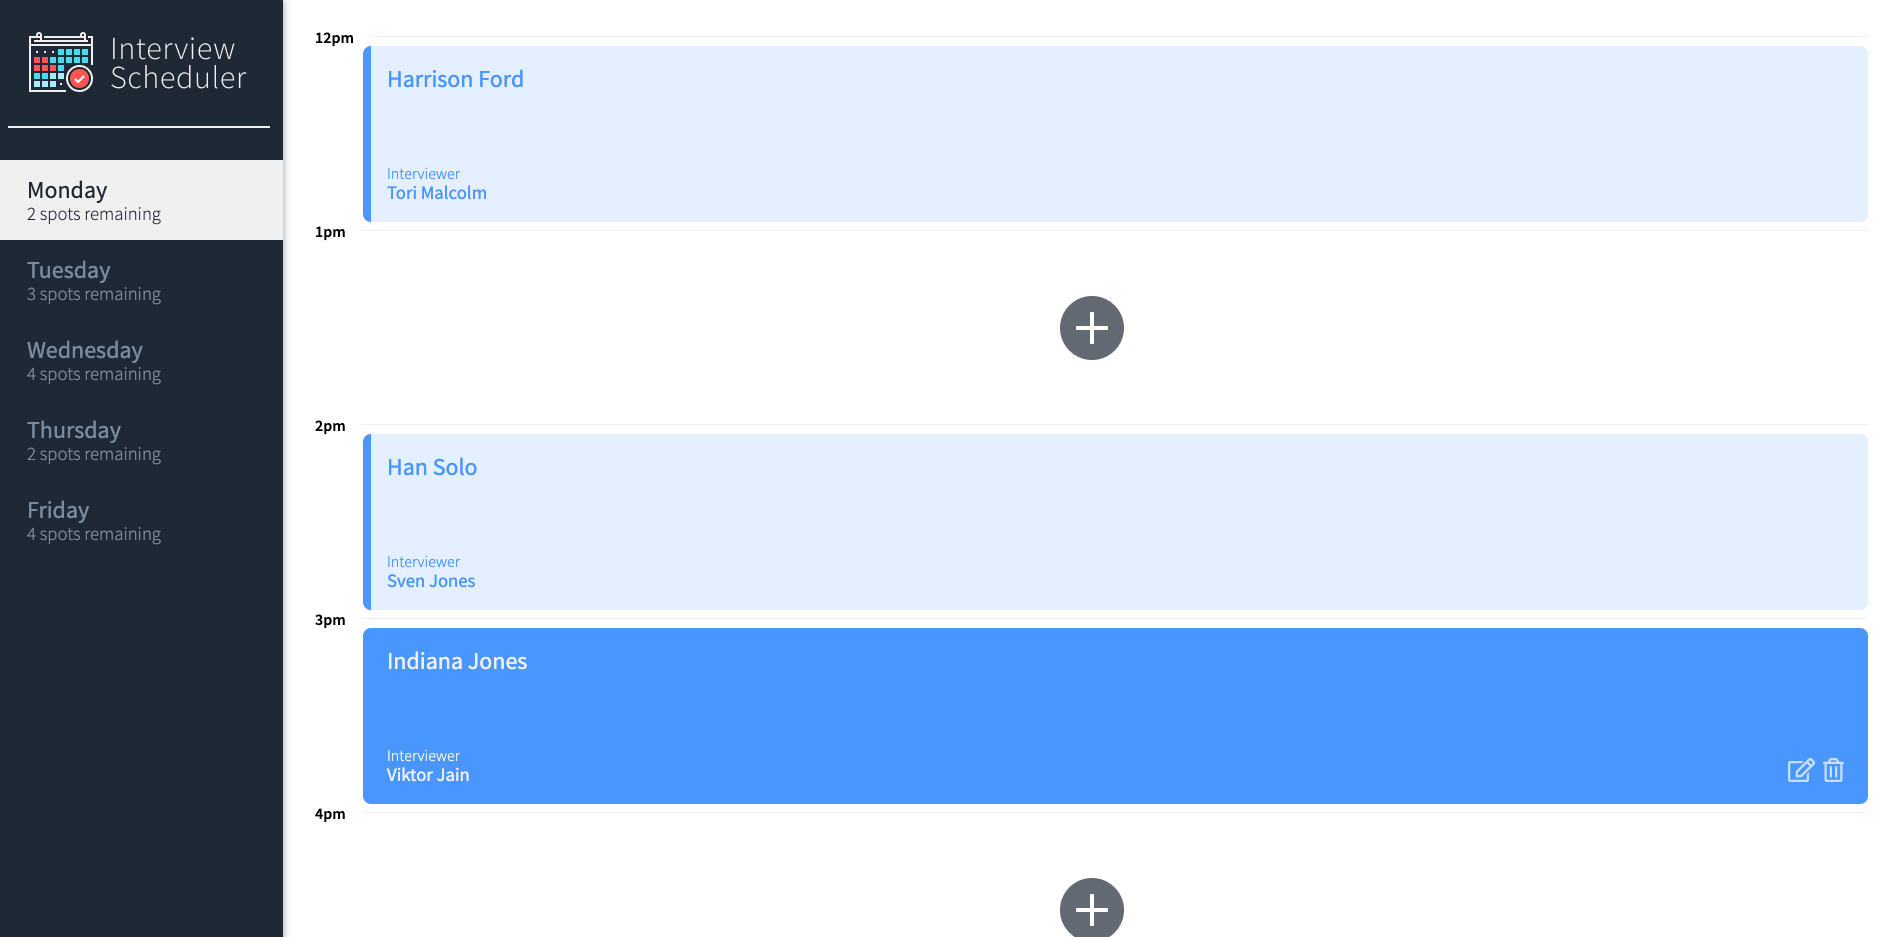 Interview
Scheduler
Monday
2 spots remaining
Tuesday
3 spots remaining
Wednesday
4 spots remaining
Thursday
2 spots remaining
Friday
4 spots remaining
12pm
Harrison Ford
Interviewer
Tori Malcolm
1pm
2pm
Han Solo
Interviewer
Sven Jones
3pm
Indiana Jones
Interviewer
Viktor Jain
4pm